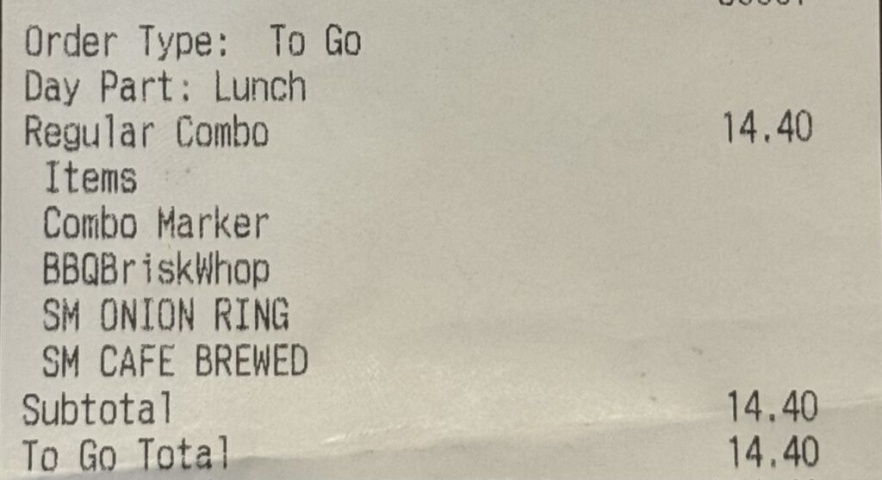 Order Type: To Go
Day Part: Lunch
Regular Combo 14.40
Items
Combo Marker
BBQBriskWhop
SM ONION RING
SM CAFE BREWED
Subtotal 14.40
To Go Total 14.40